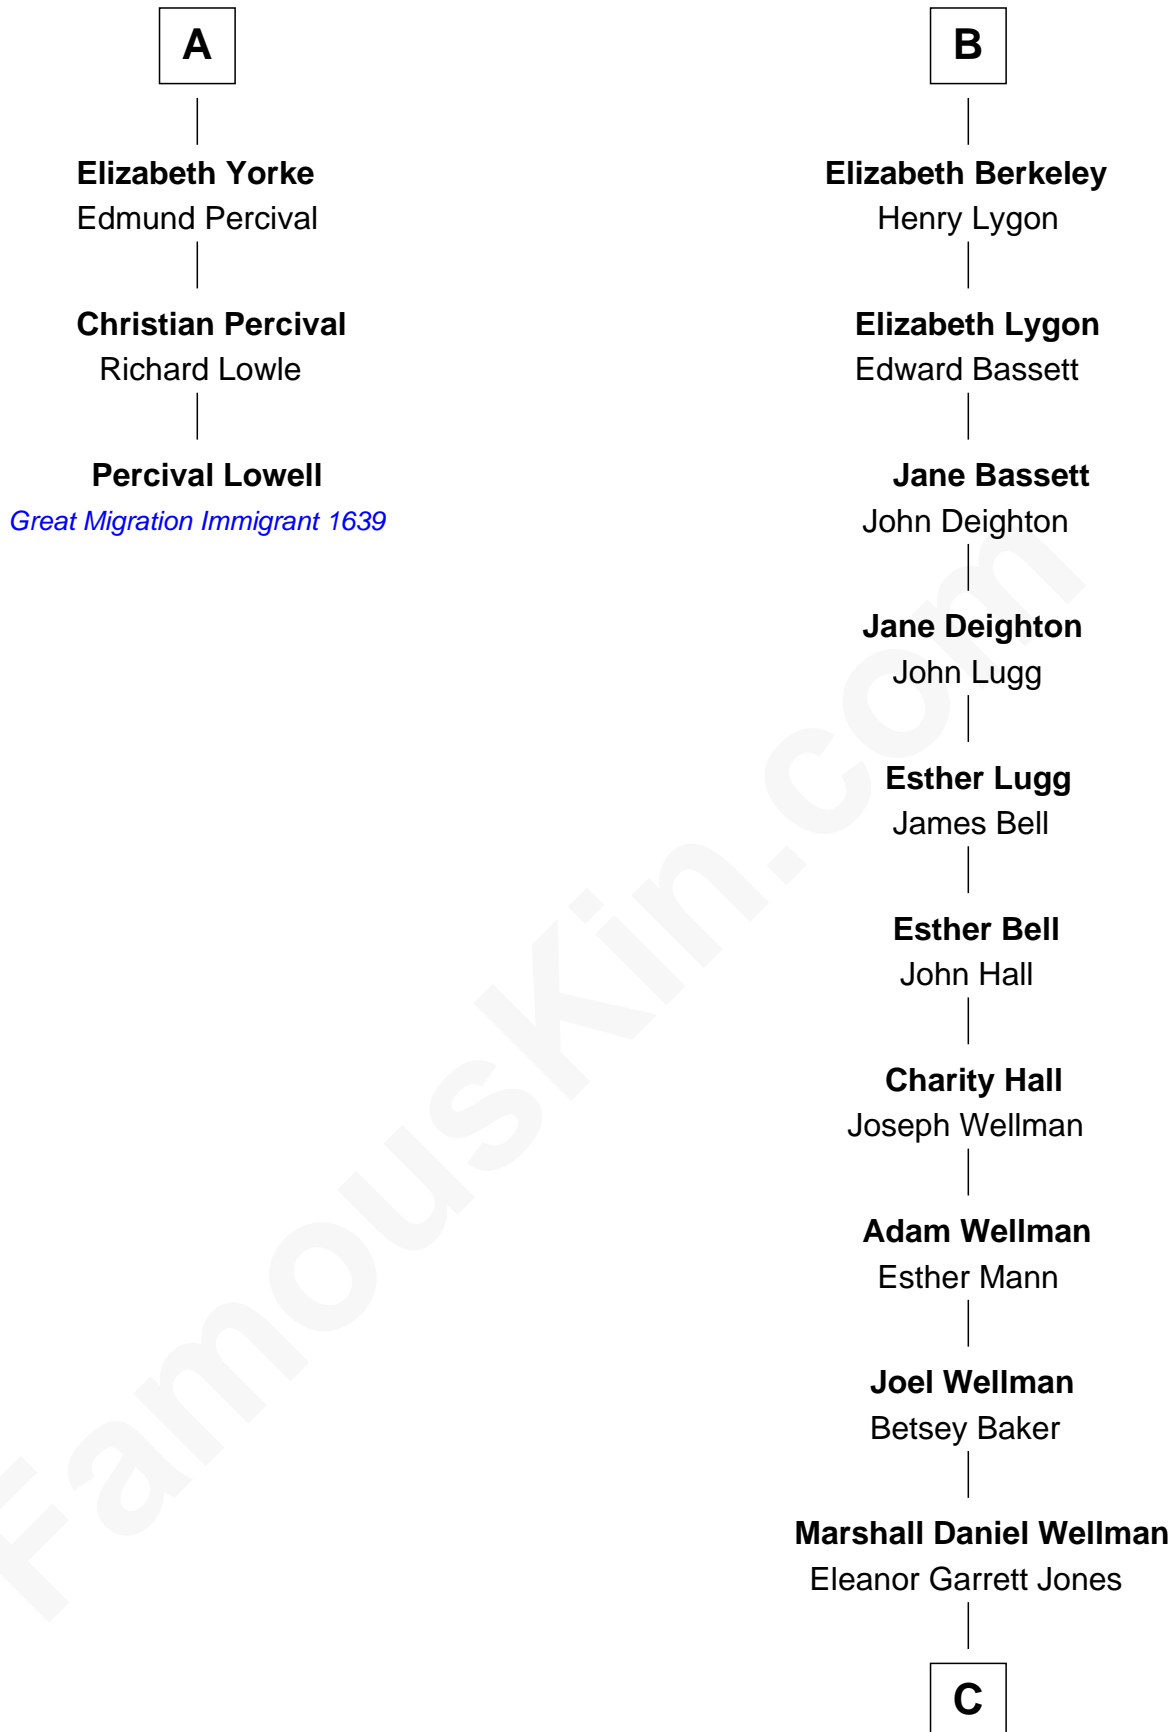 A
Elizabeth Yorke
Edmund Percival
Christian Percival
Richard Lowle
Percival Lowell
Great Migration Immigrant 1639
B
Elizabeth Berkeley
Henry Lygon
Elizabeth Lygon
Edward Bassett
Jane Bassett
John Deighton
Jane Deighton
John Lugg
Esther Lugg
James Bell
Esther Bell
John Hall
Charity Hall
Joseph Wellman
Adam Wellman
Esther Mann
Joel Wellman
Betsey Baker
Marshall Daniel Wellman
Eleanor Garrett Jones
C
FamousKin.com